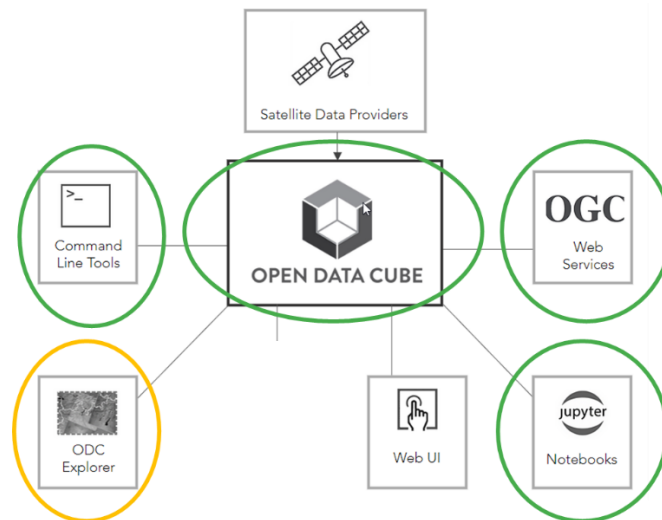 Satellite Data Providers
>_
Command
Line Tools
OPEN DATA CUBE
OGC
Web
Services
ODC
Explorer
Web UI
jupyter
Notebooks